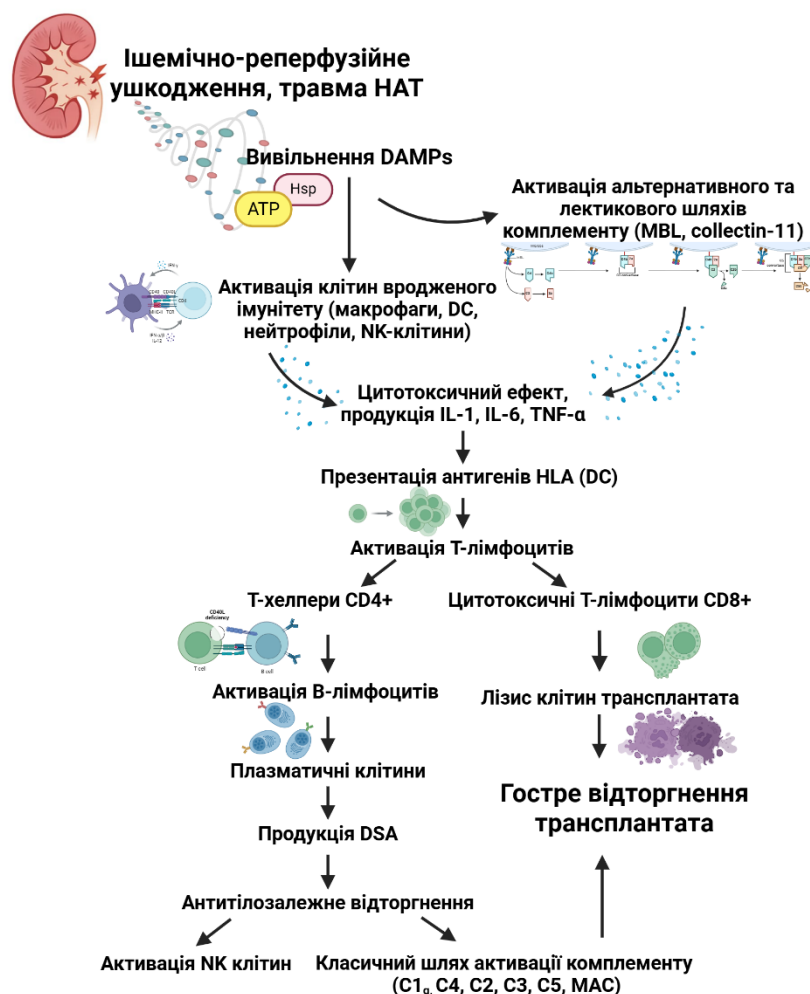 Ішемічно-реперфузійне
ушкодження, травма НАТ
Вивільнення DAMPs
Hsp
ATP
Активація альтернативного та
лектикового шляхів
комплементу (MBL, collectin-11)
Активація клітин вродженого
імунітету (макрофаги, DC,
нейтрофіли, NK-клітини)
Цитотоксичний ефект,
продукція IL-1, IL-6, TNF-α
Презентація антигенів HLA (DC)
Активація Т-лімфоцитів
Т-хелпери CD4+
Цитотоксичні Т-лімфоцити CD8+
CD40L
deficiency
T cell
B cell
Активація В-лімфоцитів
Лізис клітин трансплантата
Плазматичні клітини
Гостре відторгнення
трансплантата
Продукція DSA
Антитілозалежне відторгнення
Активація NK клітин
Класичний шлях активації комплементу
(C1q, C4, C2, C3, C5, MAC)